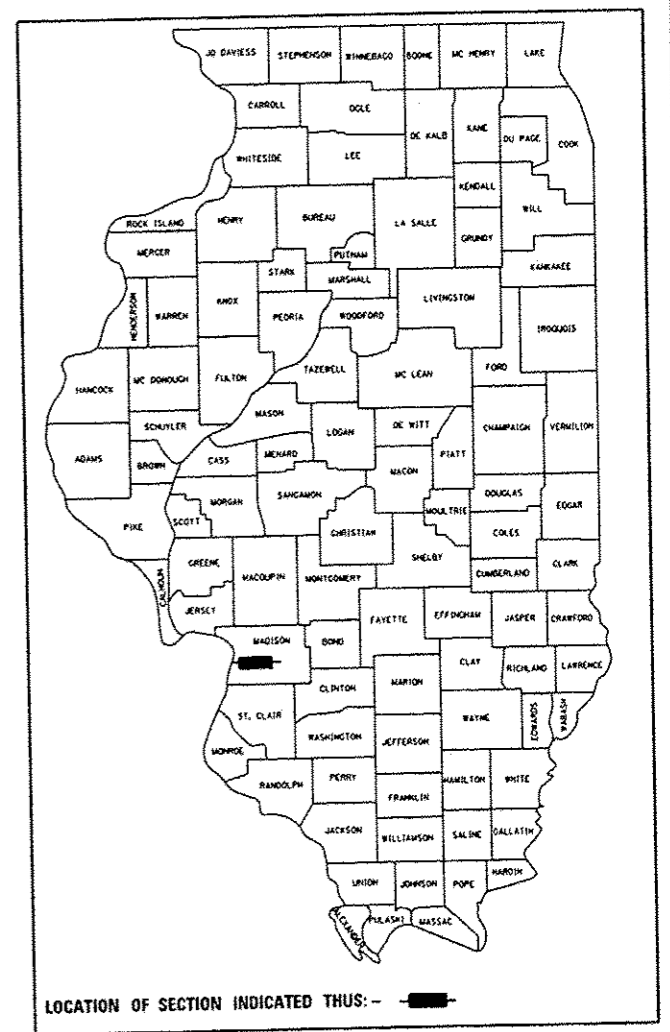 JO DAVIESS STEPHENSON WINNEBAGO BOONE MC HENRY LAKE
CARROLL OGLE DE KALB KANE DU PAGE COOK
WHITESIDE LEE
KENDALL WILL
ROCK ISLAND HENRY BUREAU LA SALLE GRUNDY
MERCER PUTNAM KANKAKEE
STARK MARSHALL
HENDERSON WARREN KNOX PEORIA WOODFORD LIVINGSTON IROQUOIS
HANCOCK MC DONOUGH FULTON TAZEWELL MC LEAN FORD
MASON
SCHUYLER LOGAN DE WITT CHAMPAIGN VERMILION
ADAMS BROWN CASS MENARD PIATT
MACON
MORGAN SANGAMON DOUGLAS EDGAR
PIKE SCOTT CHRISTIAN MOULTRIE COLES
GREENE MACOUPIN MONTGOMERY SHELBY CLARK
CALHOUN CUMBERLAND
JERSEY FAYETTE EFFINGHAM JASPER CRAWFORD
MADISON BOND
CLAY RICHLAND LAWRENCE
CLINTON MARION
ST. CLAIR WAYNE EDWARDS WABASH
MONROE WASHINGTON JEFFERSON
RANDOLPH PERRY HAMILTON WHITE
FRANKLIN
JACKSON WILLIAMSON SALINE GALLATIN
UNION JOHNSON POPE HARDIN
ALEXANDER PULASKI MASSAC
LOCATION OF SECTION INDICATED THUS: -